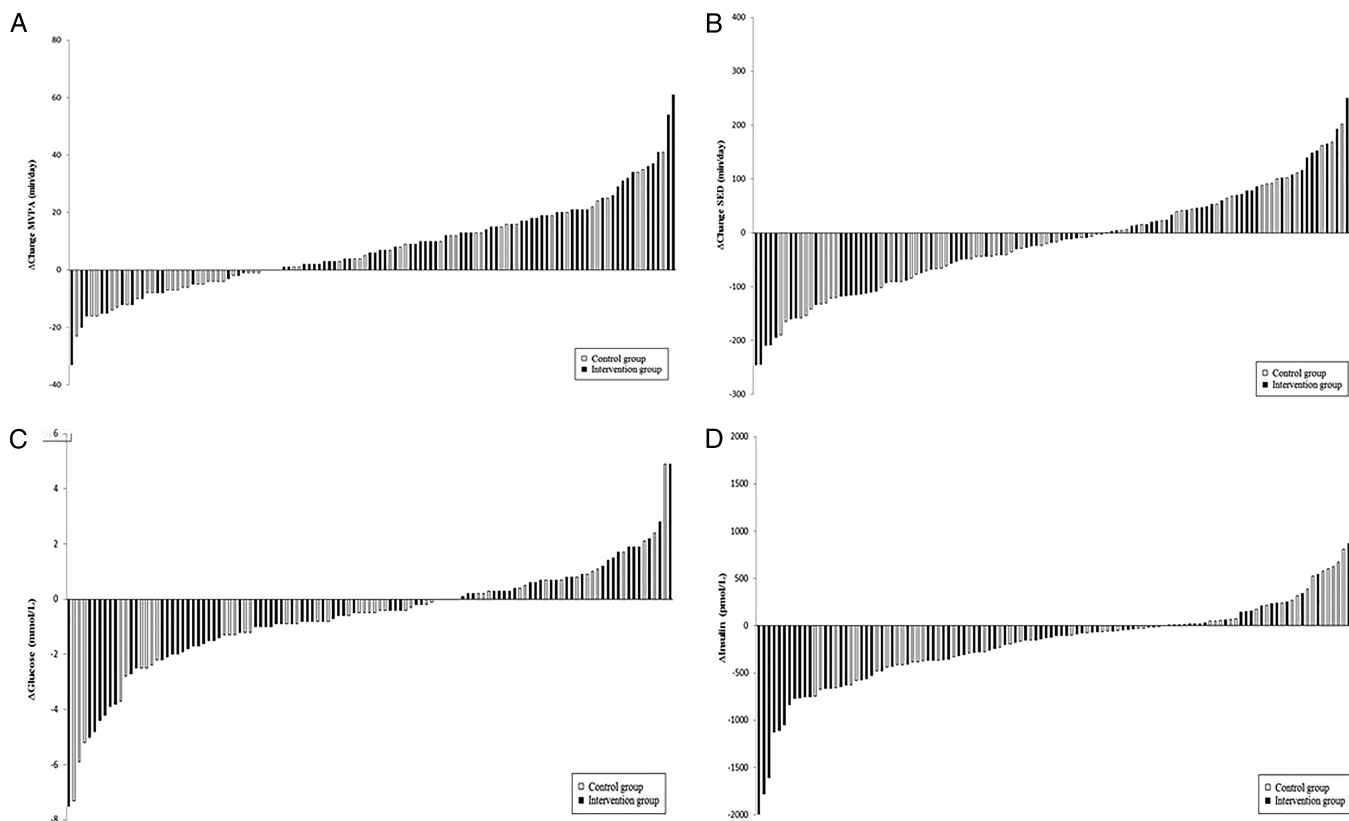 A
ΔChange MVPA (min/day)
80
60
40
20
0
-20
-40
Control group
Intervention group
B
ΔChange SED (min/day)
400
300
200
100
0
-100
-200
-300
Control group
Intervention group
C
ΔGlucose (mmol/L)
6
4
2
0
-2
-4
-6
-8
Control group
Intervention group
D
ΔInsulin (pmol/L)
2000
1500
1000
500
0
-500
-1000
-1500
-2000
Control group
Intervention group